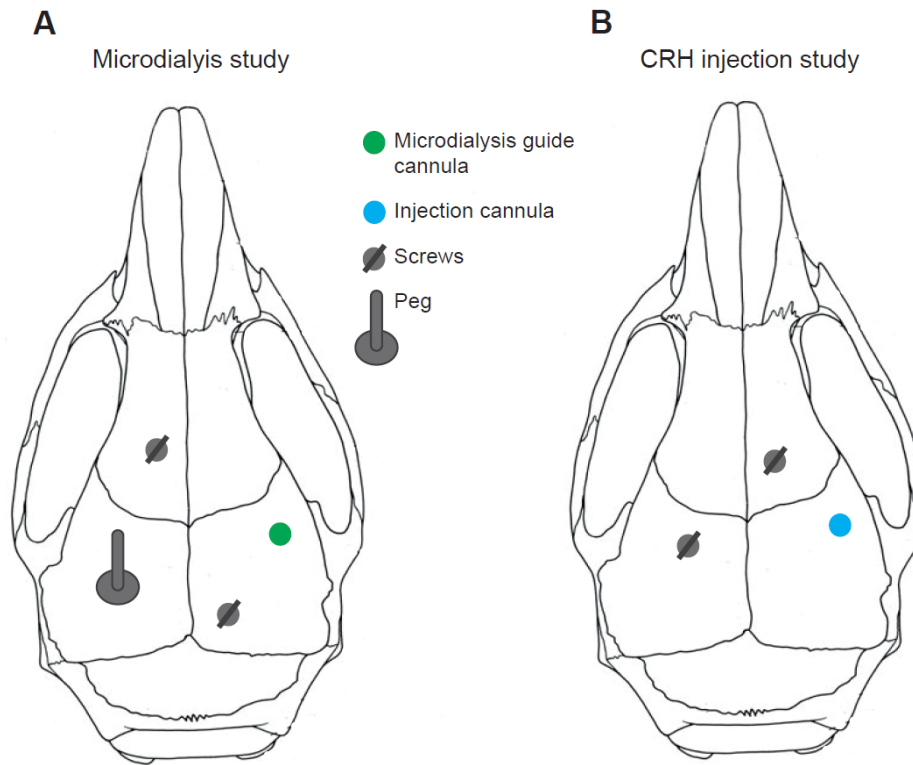 A
Microdialyis study
B
CRH injection study
Microdialysis guide
cannula
Injection cannula
Screws
Peg